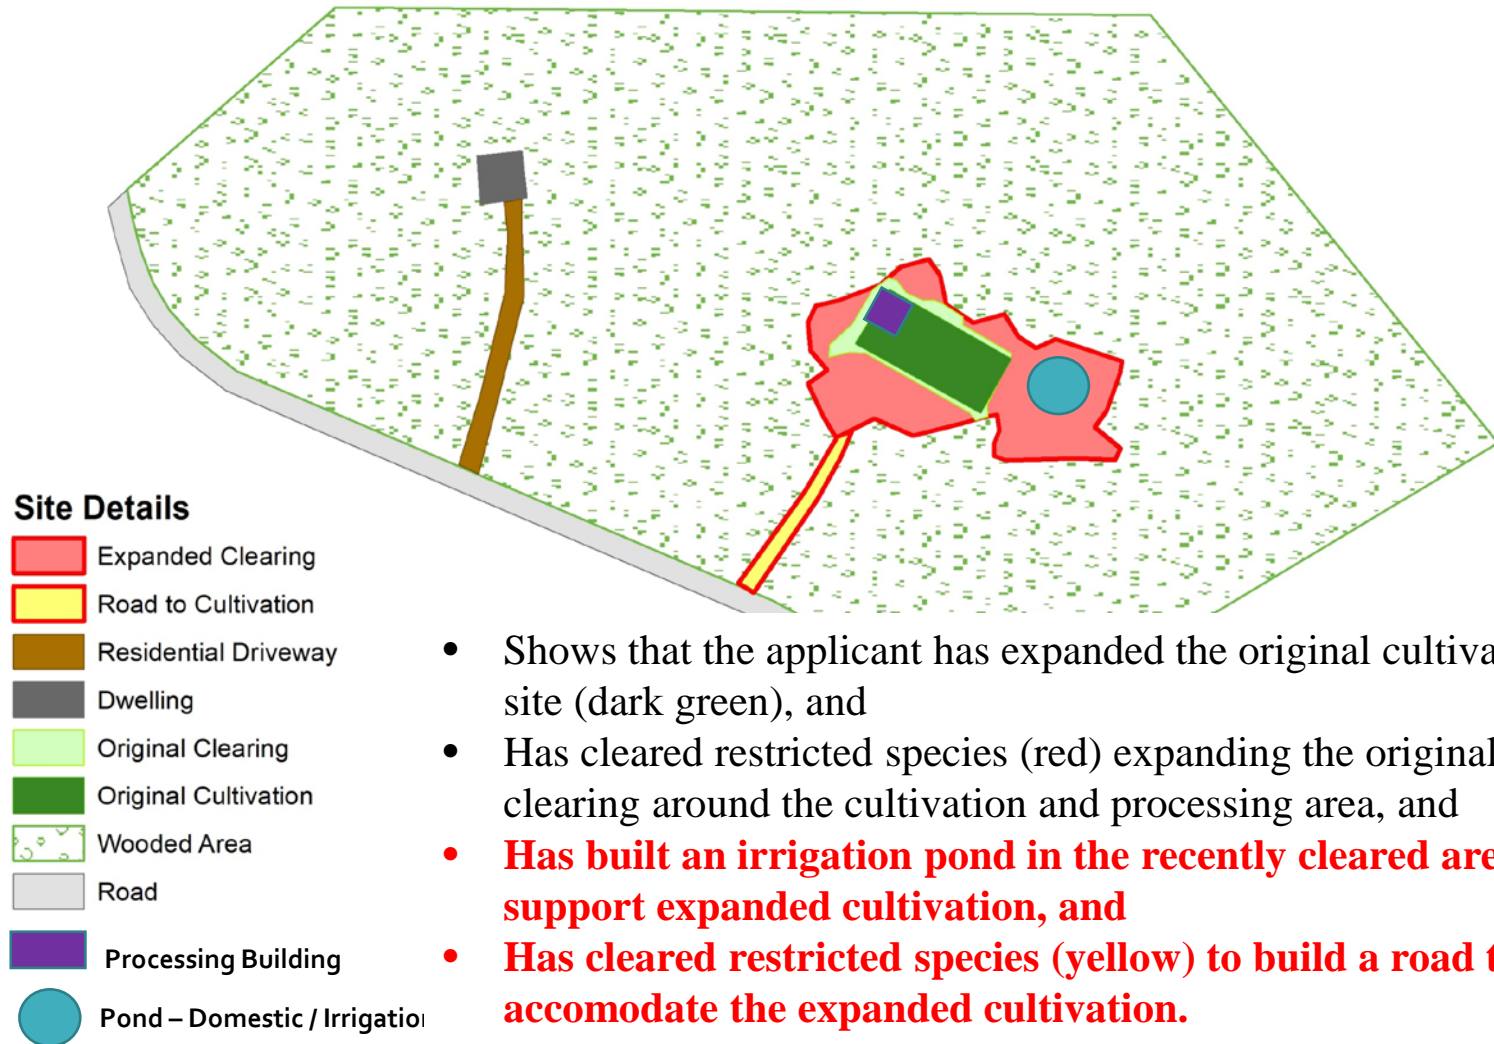 Site Details
Expanded Clearing
Road to Cultivation
Residential Driveway
Dwelling
Original Clearing
Original Cultivation
Wooded Area
Road
Processing Building
Pond – Domestic / Irrigation
• Shows that the applicant has expanded the original
site (dark green), and
• Has cleared restricted species (red) expanding the original
clearing around the cultivation and processing area, and
• Has built an irrigation pond in the recently cleared
support expanded cultivation, and
• Has cleared restricted species (yellow) to build a road
accomodate the expanded cultivation.